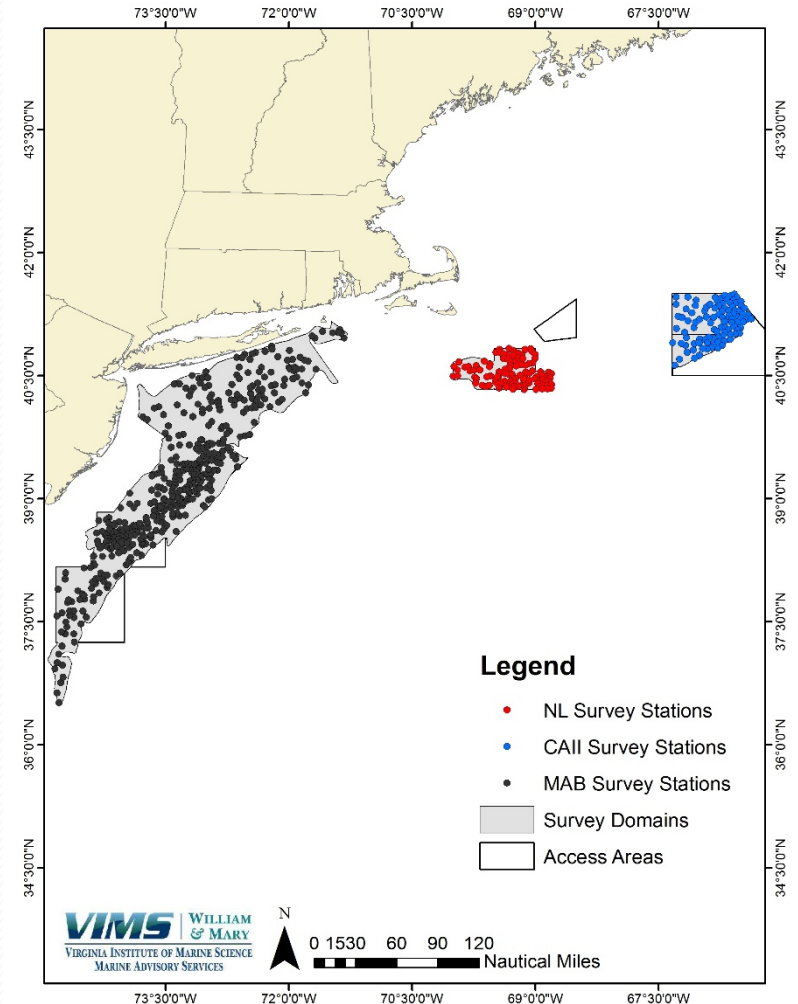 73°30'0"W 72°0'0"W 70°30'0"W 69°0'0"W 67°30'0"W
43°30'0"N 43°30'0"N
42°0'0"N 42°0'0"N
40°30'0"N 40°30'0"N
39°0'0"N 39°0'0"N
37°30'0"N 37°30'0"N
36°0'0"N 36°0'0"N
34°30'0"N 34°30'0"N
Legend
NL Survey Stations
CAII Survey Stations
MAB Survey Stations
Survey Domains
Access Areas
VIMS | WILLIAM & MARY
VIRGINIA INSTITUTE OF MARINE SCIENCE
MARINE ADVISORY SERVICES
N
0 1530 60 90 120
Nautical Miles
73°30'0"W 72°0'0"W 70°30'0"W 69°0'0"W 67°30'0"W